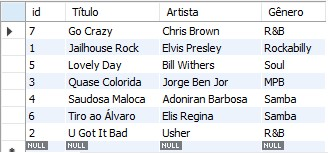 id Título Artista Gênero
7 Go Crazy Chris Brown R&B
1 Jailhouse Rock Elvis Presley Rockabilly
5 Lovely Day Bill Withers Soul
3 Quase Colorida Jorge Ben Jor MPB
4 Saudosa Maloca Adoniran Barbosa Samba
6 Tiro ao Álvaro Elis Regina Samba
2 U Got It Bad Usher R&B
NULL NULL NULL NULL